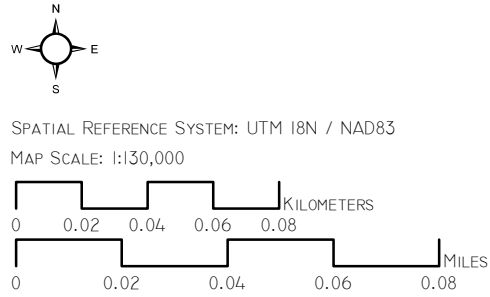 N
W E
S
SPATIAL REFERENCE SYSTEM: UTM 18N / NAD83
MAP SCALE: 1:130,000
KILOMETERS
0 0.02 0.04 0.06 0.08
MILES
0 0.02 0.04 0.06 0.08